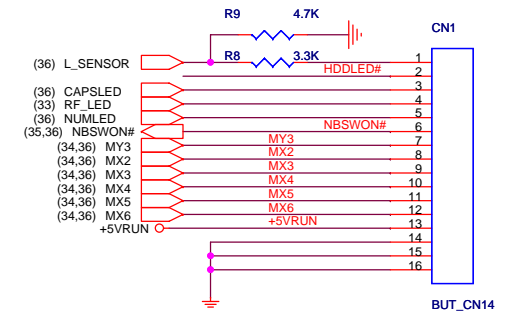 R9 4.7K
CN1
(36) L_SENSOR R8 3.3K 1
HDDLED# 2
(36) CAPSLED 3
(33) RF_LED 4
(36) NUMLED 5
(35,36) NBSWON# NBSWON# 6
(34,36) MY3 MY3 7
(34,36) MX2 MX2 8
(34,36) MX3 MX3 9
(34,36) MX4 MX4 10
(34,36) MX5 MX5 11
(34,36) MX6 MX6 12
+5VRUN +5VRUN 13
14
15
16
BUT_CN14